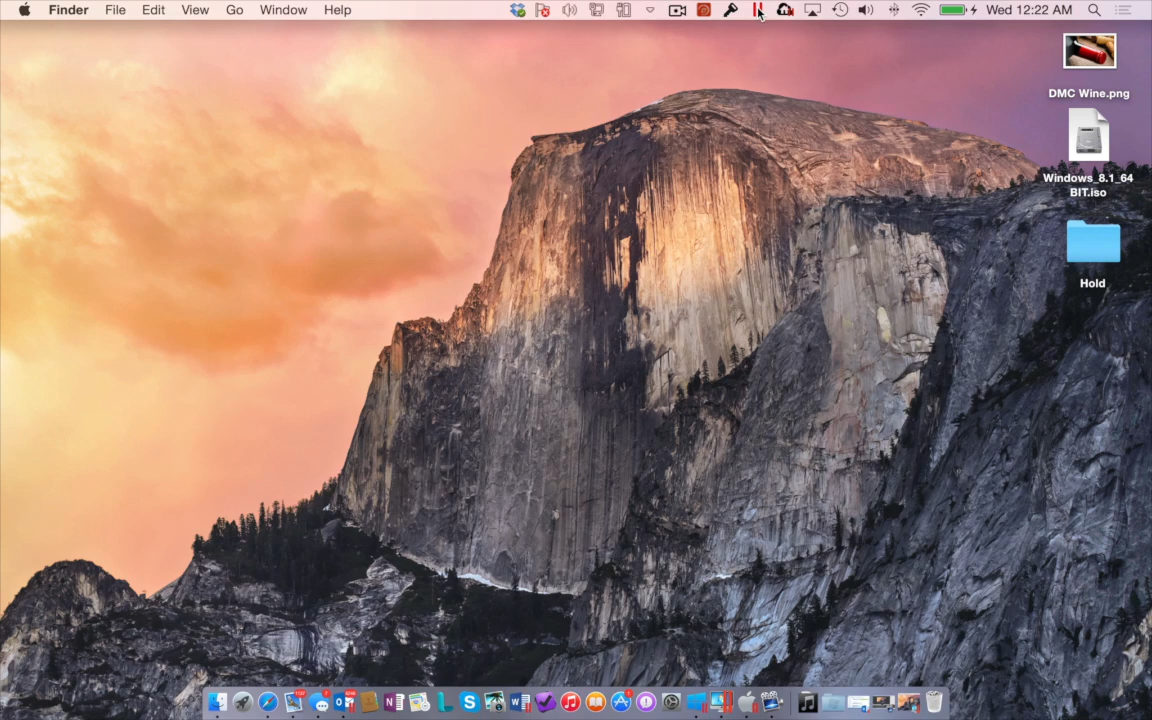 Finder File Edit View Go Window Help Wed 12:22 AM
DMC Wine.png
Windows_8.1_64
BIT.iso
Hold